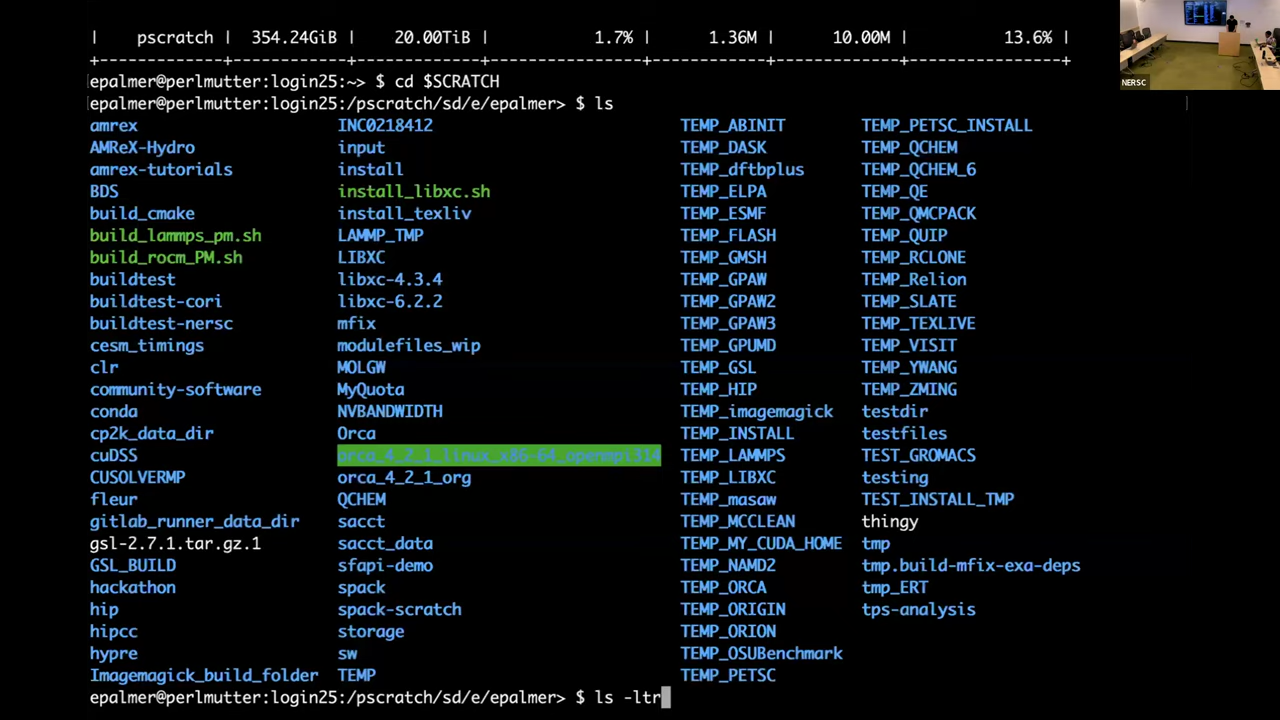 | pscratch | 354.24GiB | 20.00TiB | 1.7% | 1.36M | 10.00M | 13.6% |
epalmer@perlmutter:login25:~> $ cd $SCRATCH
epalmer@perlmutter:login25:/pscratch/sd/e/epalmer> $ ls
amrex INC0218412 TEMP_ABINIT TEMP_PETSC_INSTALL
AMReX-Hydro input TEMP_DASK TEMP_QCHEM
amrex-tutorials install TEMP_dftbplus TEMP_QCHEM_6
BDS install_libxc.sh TEMP_ELPA TEMP_QE
build_cmake install_texliv TEMP_ESMF TEMP_QMCPACK
build_lammps_pm.sh LAMMP_TMP TEMP_FLASH TEMP_QUIP
build_rocm_PM.sh LIBXC TEMP_GMSH TEMP_RCLONE
buildtest libxc-4.3.4 TEMP_GPAW TEMP_Relion
buildtest-cori libxc-6.2.2 TEMP_GPAW2 TEMP_SLATE
buildtest-nersc mfix TEMP_GPAW3 TEMP_TEXLIVE
cesm_timings modulefiles_wip TEMP_GPUMD TEMP_VISIT
clr MOLGW TEMP_GSL TEMP_YWANG
community-software MyQuota TEMP_HIP TEMP_ZMING
conda NVBANDWIDTH TEMP_imagemagick testdir
cp2k_data_dir Orca TEMP_INSTALL testfiles
cuDSS orca_4_2_1_linux_x86-64_openmpi314 TEMP_LAMMPS TEST_GROMACS
CUSOLVERMP orca_4_2_1_org TEMP_LIBXC testing
fleur QCHEM TEMP_masaw TEST_INSTALL_TMP
gitlab_runner_data_dir sacct TEMP_MCCLEAN thingy
gsl-2.7.1.tar.gz.1 sacct_data TEMP_MY_CUDA_HOME tmp
GSL_BUILD sfapi-demo TEMP_NAMD2 tmp.build-mfix-exa-deps
hackathon spack TEMP_ORCA tmp_ERT
hip spack-scratch TEMP_ORIGIN tps-analysis
hipcc storage TEMP_ORION
hypre sw TEMP_OSUBenchmark
Imagemagick_build_folder TEMP TEMP_PETSC
epalmer@perlmutter:login25:/pscratch/sd/e/epalmer> $ ls -ltr
NERSC